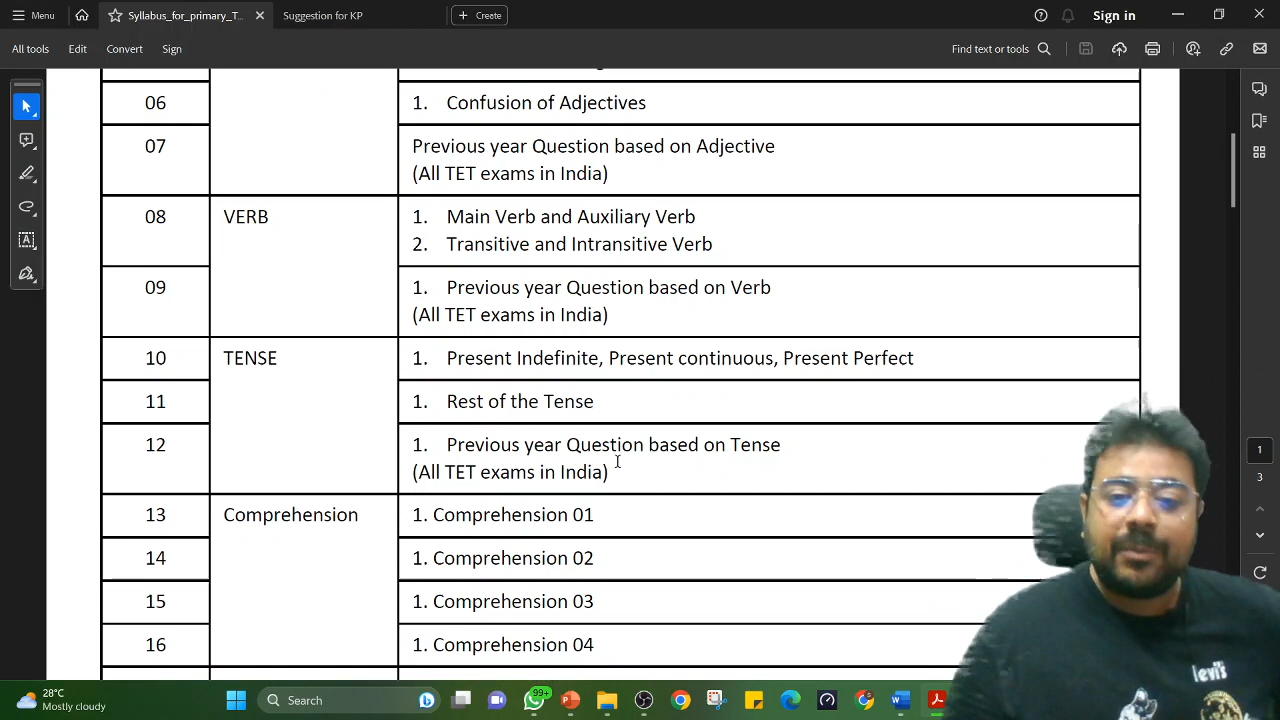 Menu
Syllabus_for_primary_T...
Suggestion for KP
Create
Sign in
All tools
Edit
Convert
Sign
Find text or tools
06
1. Confusion of Adjectives
07
Previous year Question based on Adjective
(All TET exams in India)
08
VERB
1. Main Verb and Auxiliary Verb
2. Transitive and Intransitive Verb
09
1. Previous year Question based on Verb
(All TET exams in India)
10
TENSE
1. Present Indefinite, Present continuous, Present Perfect
11
1. Rest of the Tense
12
1. Previous year Question based on Tense
(All TET exams in India)
13
Comprehension
1. Comprehension 01
14
1. Comprehension 02
15
1. Comprehension 03
16
1. Comprehension 04
1
3
Levi's
28°C
Mostly cloudy
Search
99+